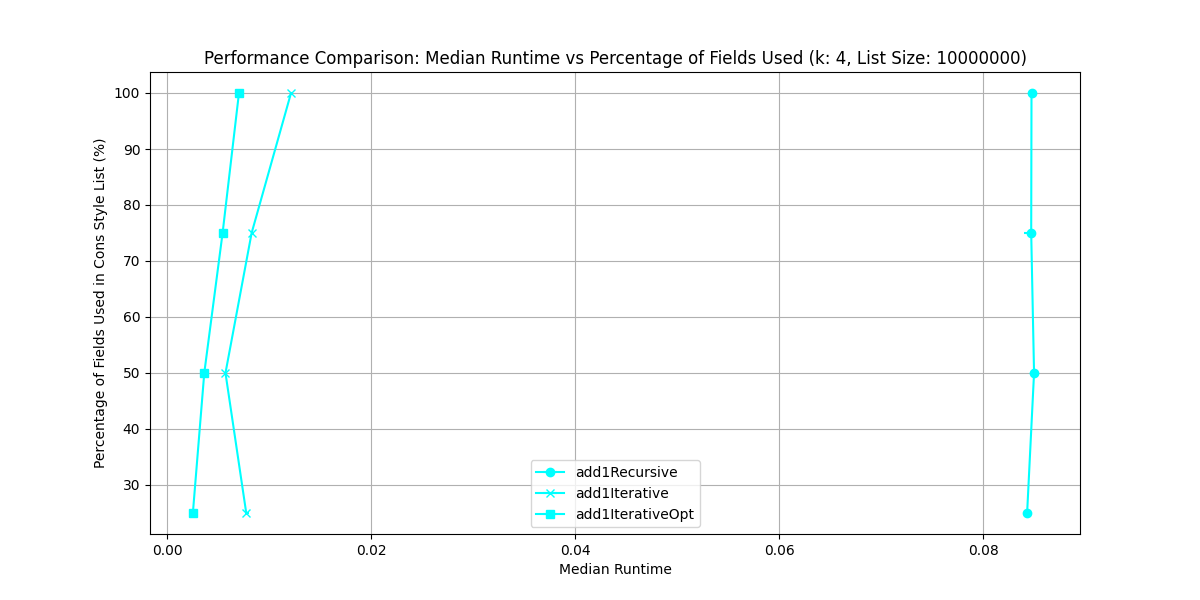 Performance Comparison: Median Runtime vs Percentage of Fields Used (k: 4, List Size: 10000000)
Percentage of Fields Used in Cons Style List (%)
100
90
80
70
60
50
40
30
add1Recursive
add1Iterative
add1IterativeOpt
0.00
0.02
0.04
0.06
0.08
Median Runtime